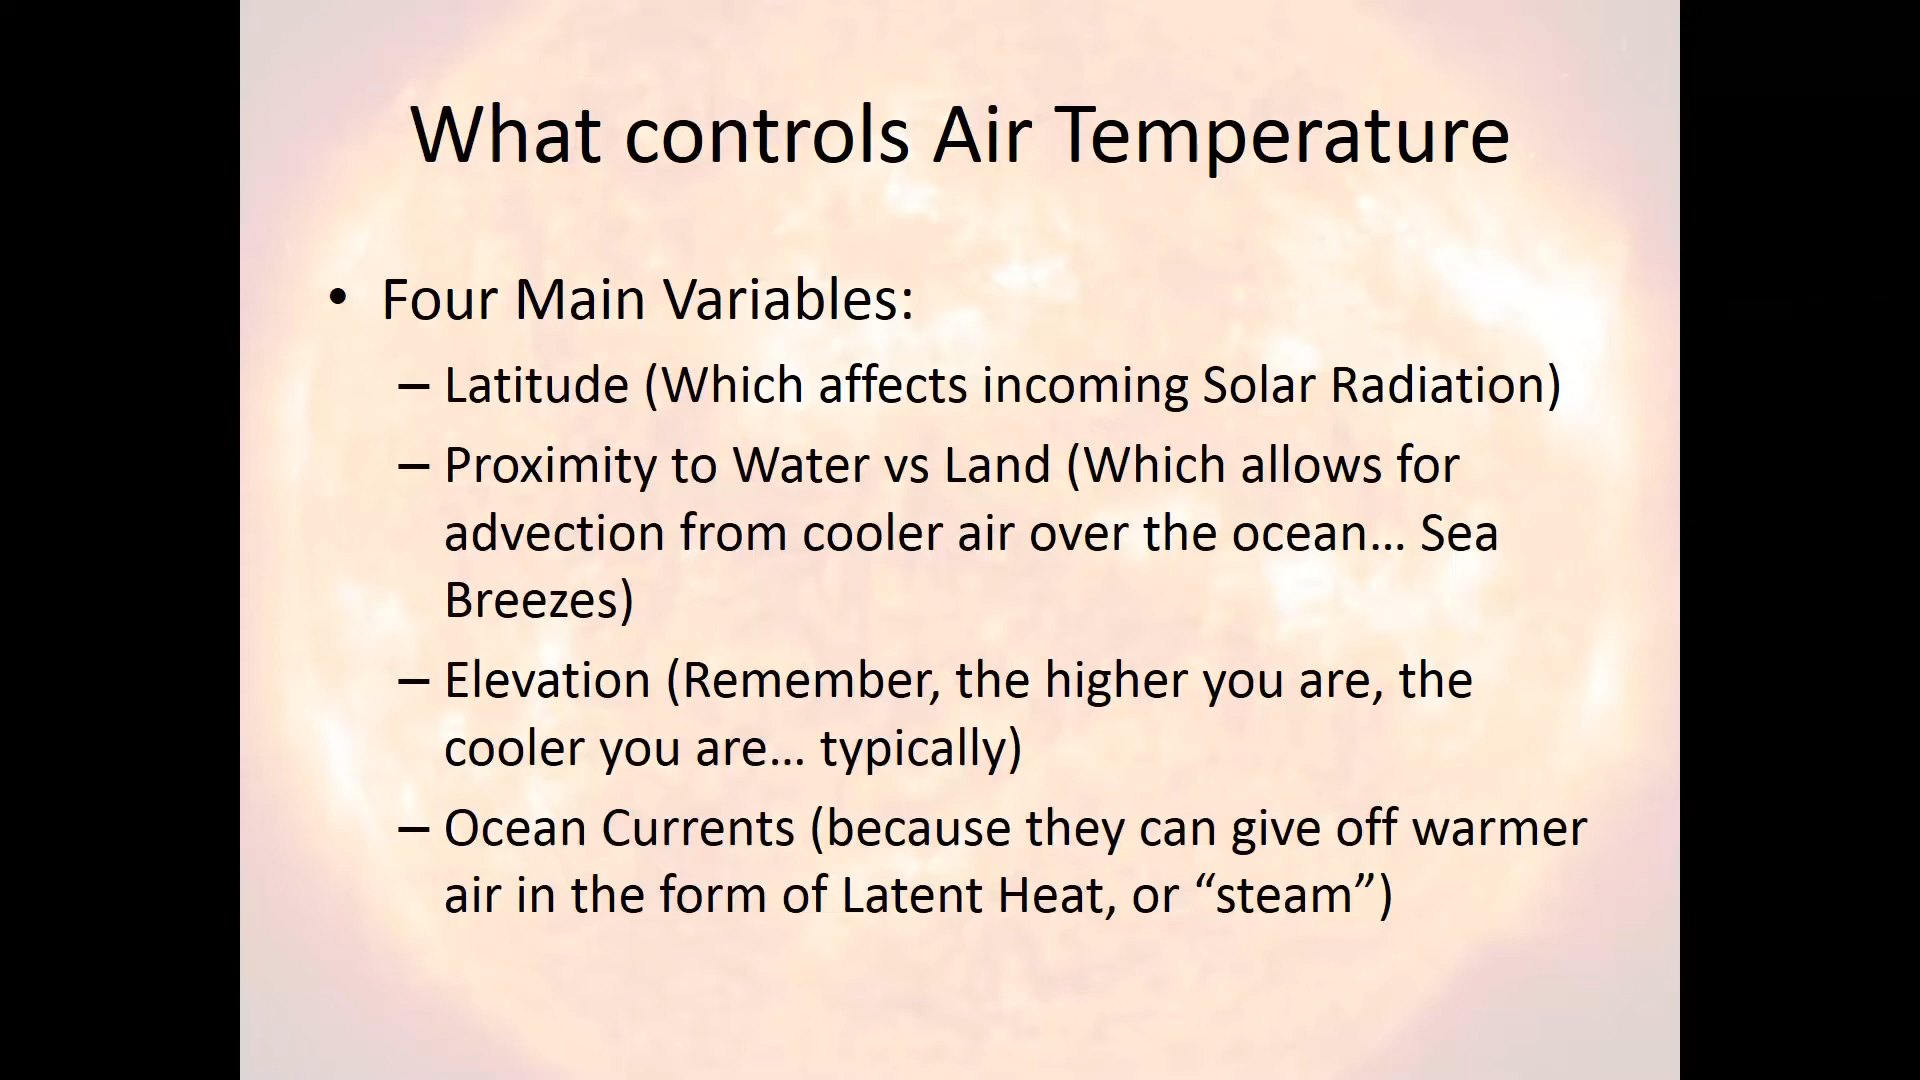 What controls Air Temperature
• Four Main Variables:
– Latitude (Which affects incoming Solar Radiation)
– Proximity to Water vs Land (Which allows for
advection from cooler air over the ocean… Sea
Breezes)
– Elevation (Remember, the higher you are, the
cooler you are… typically)
– Ocean Currents (because they can give off warmer
air in the form of Latent Heat, or “steam”)